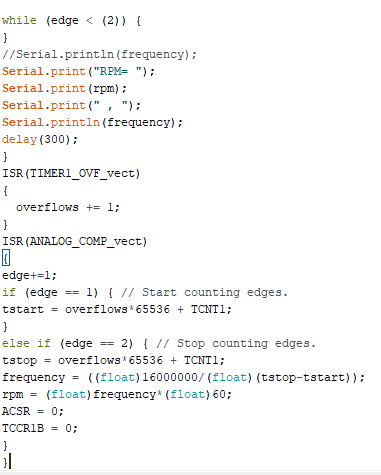 while (edge < (2)) {
}
//Serial.println(frequency);
Serial.print("RPM= ");
Serial.print(rpm);
Serial.print(" , ");
Serial.println(frequency);
delay(300);
}
ISR(TIMER1_OVF_vect)
{
  overflows += 1;
}
ISR(ANALOG_COMP_vect)
{
edge+=1;
if (edge == 1) { // Start counting edges.
tstart = overflows*65536 + TCNT1;
}
else if (edge == 2) { // Stop counting edges.
tstop = overflows*65536 + TCNT1;
frequency = ((float)16000000/(float)(tstop-tstart));
rpm = (float)frequency*(float)60;
ACSR = 0;
TCCR1B = 0;
}
}